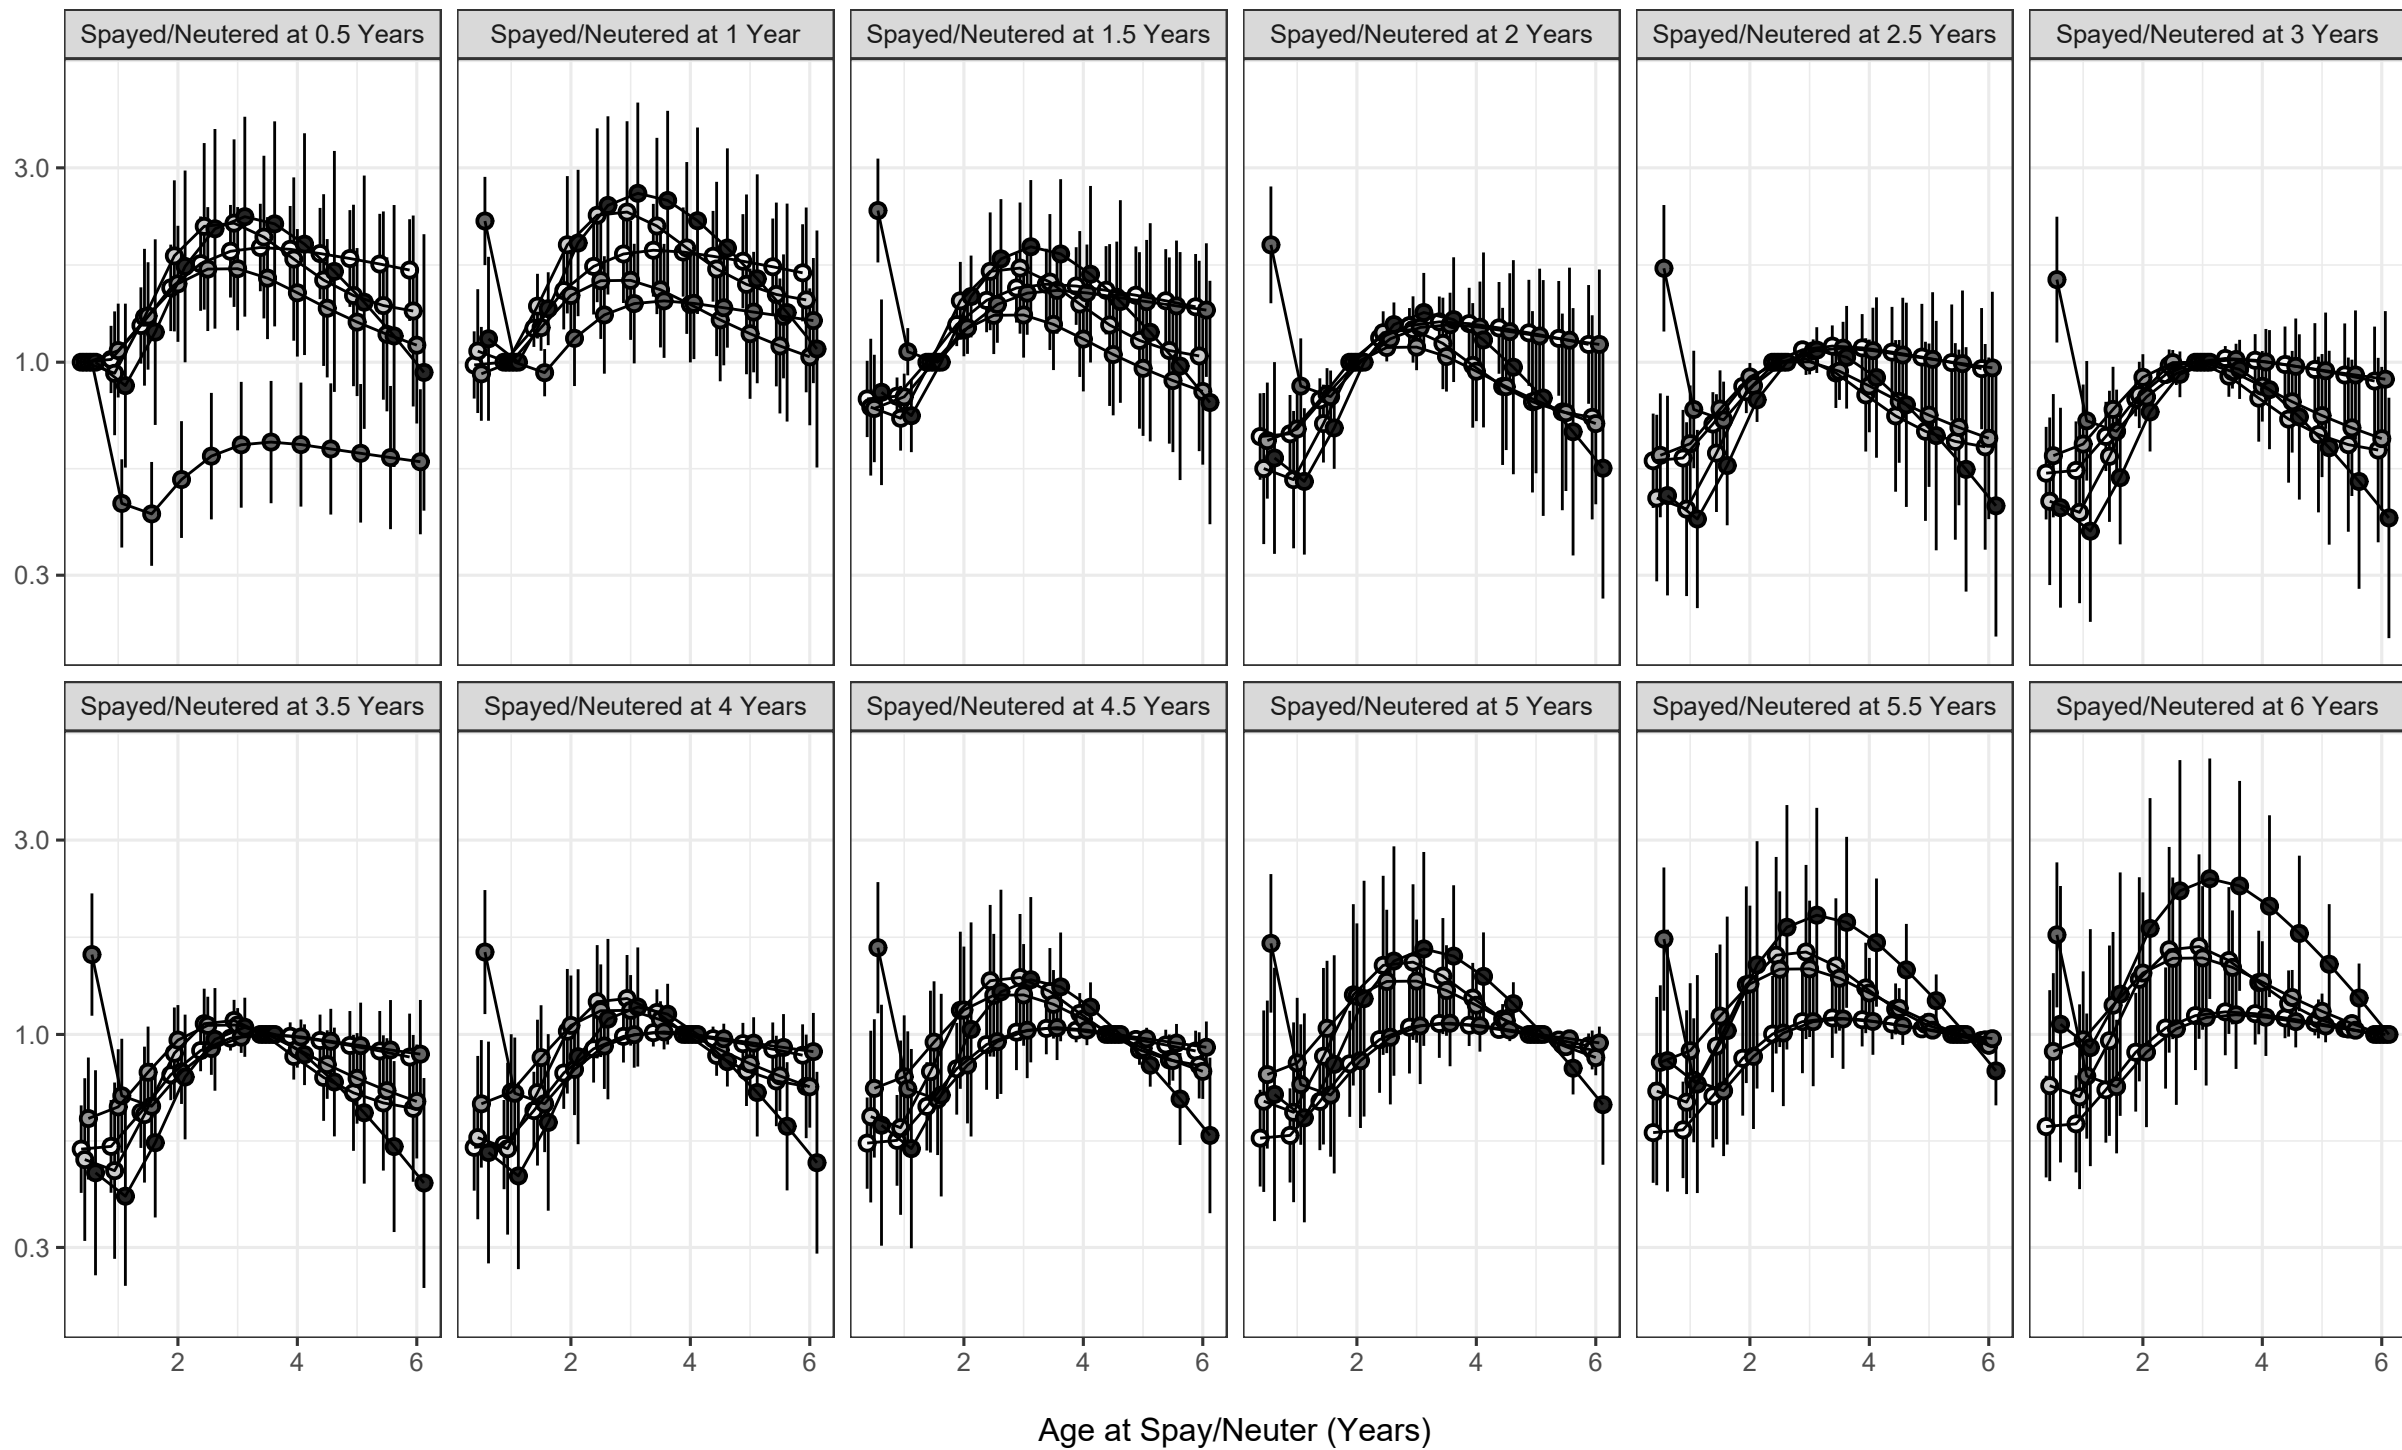 Spayed/Neutered at 0.5 Years
Spayed/Neutered at 1 Year
Spayed/Neutered at 1.5 Years
Spayed/Neutered at 2 Years
Spayed/Neutered at 2.5 Years
Spayed/Neutered at 3 Years
3.0
1.0
0.3
Spayed/Neutered at 3.5 Years
Spayed/Neutered at 4 Years
Spayed/Neutered at 4.5 Years
Spayed/Neutered at 5 Years
Spayed/Neutered at 5.5 Years
Spayed/Neutered at 6 Years
3.0
1.0
0.3
2 4 6
2 4 6
2 4 6
2 4 6
2 4 6
2 4 6
Age at Spay/Neuter (Years)